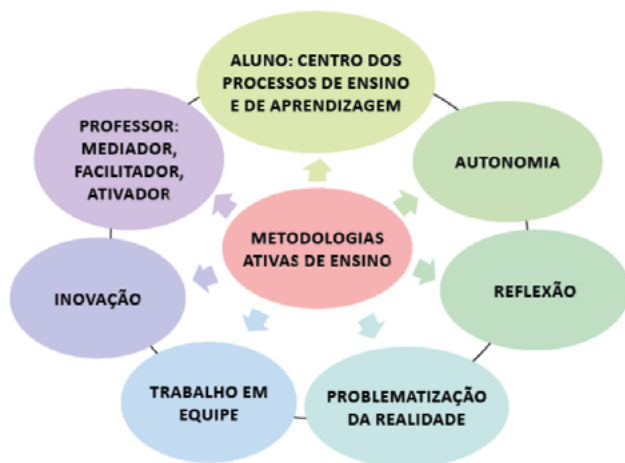 ALUNO: CENTRO DOS
PROCESSOS DE ENSINO
E DE APRENDIZAGEM
AUTONOMIA
REFLEXÃO
PROBLEMATIZAÇÃO
DA REALIDADE
TRABALHO EM
EQUIPE
INOVAÇÃO
PROFESSOR:
MEDIADOR,
FACILITADOR,
ATIVADOR
METODOLOGIAS
ATIVAS DE ENSINO